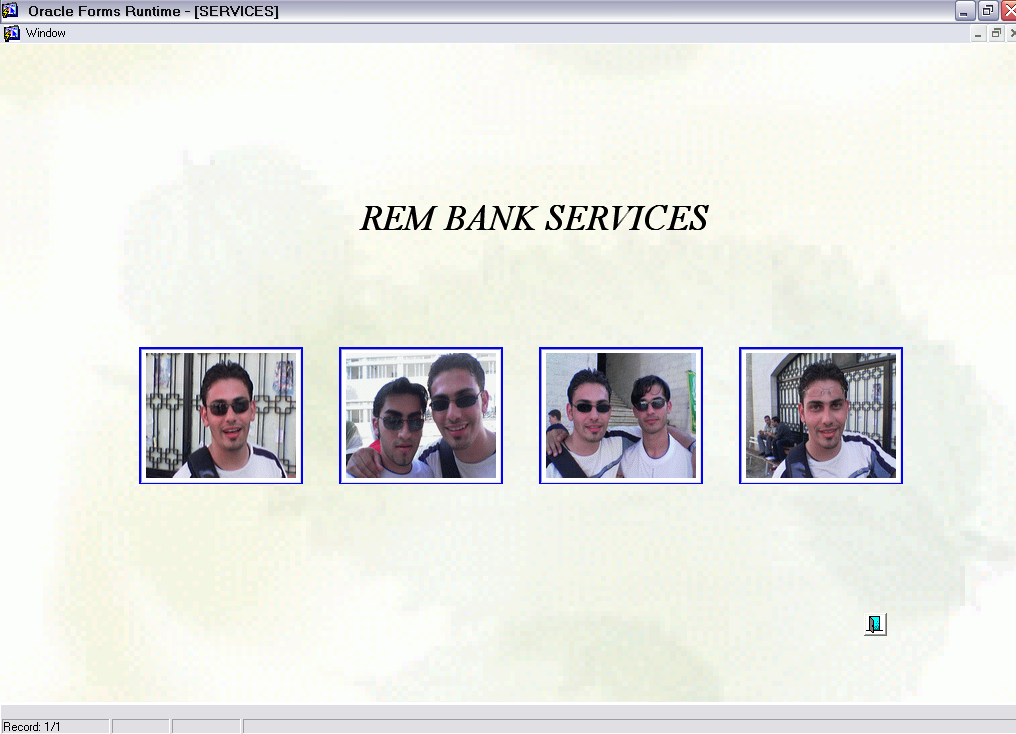 Oracle Forms Runtime - [SERVICES]
Window
REM BANK SERVICES
Record: 1/1